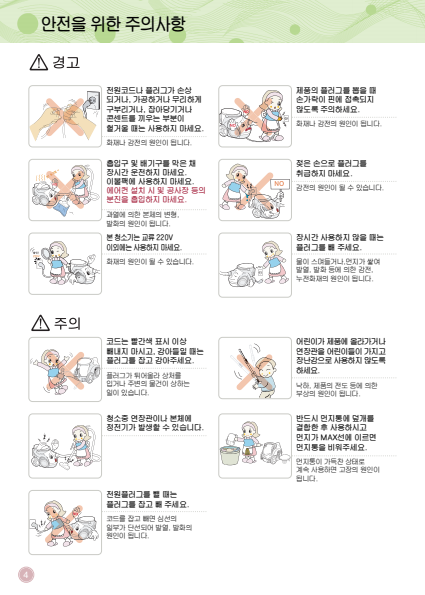 안전을 위한 주의사항
경고
전원코드나 플러그가 손상
되거나, 가공하거나 무리하게
구부리거나, 잡아당기거나
콘센트를 끼우는 부분이
헐거울 때는 사용하지 마세요.
화재나 감전의 원인이 됩니다.
제품의 플러그를 뽑을 때
손가락이 핀에 접촉되지
않도록 주의하세요.
화재나 감전의 원인이 됩니다.
흡입구 및 배기구를 막은 채
장시간 운전하지 마세요.
이불팩에 사용하지 마세요.
에어컨 설치 시 및 공사장 등의
분진을 흡입하지 마세요.
과열에 의한 본체의 변형,
발화의 원인이 됩니다.
젖은 손으로 플러그를
취급하지 마세요.
감전의 원인이 될 수 있습니다.
NO
본 청소기는 교류 220V
이외에는 사용하지 마세요.
화재의 원인이 될 수 있습니다.
장시간 사용하지 않을 때는
플러그를 빼 주세요.
물이 스며들거나,먼지가 쌓여
발열, 발화 등에 의한 감전,
누전화재의 원인이 됩니다.
주의
코드는 빨간색 표시 이상
빼내지 마시고, 감아들일 때는
플러그를 잡고 감아주세요.
플러그가 튀어올라 상처를
입거나 주변의 물건이 상하는
일이 있습니다.
어린이가 제품에 올라가거나
연장관을 어린이들이 가지고
장난감으로 사용하지 않도록
하세요.
낙하, 제품의 전도 등에 의한
부상의 원인이 됩니다.
청소중 연장관이나 본체에
정전기가 발생할 수 있습니다.
반드시 먼지통에 덮개를
결합한 후 사용하시고
먼지가 MAX선에 이르면
먼지통을 비워주세요.
먼지통이 가득찬 상태로
계속 사용하면 고장의 원인이
됩니다.
전원플러그를 뺄 때는
플러그를 잡고 빼 주세요.
코드를 잡고 빼면 심선의
일부가 단선되어 발열, 발화의
원인이 됩니다.
4